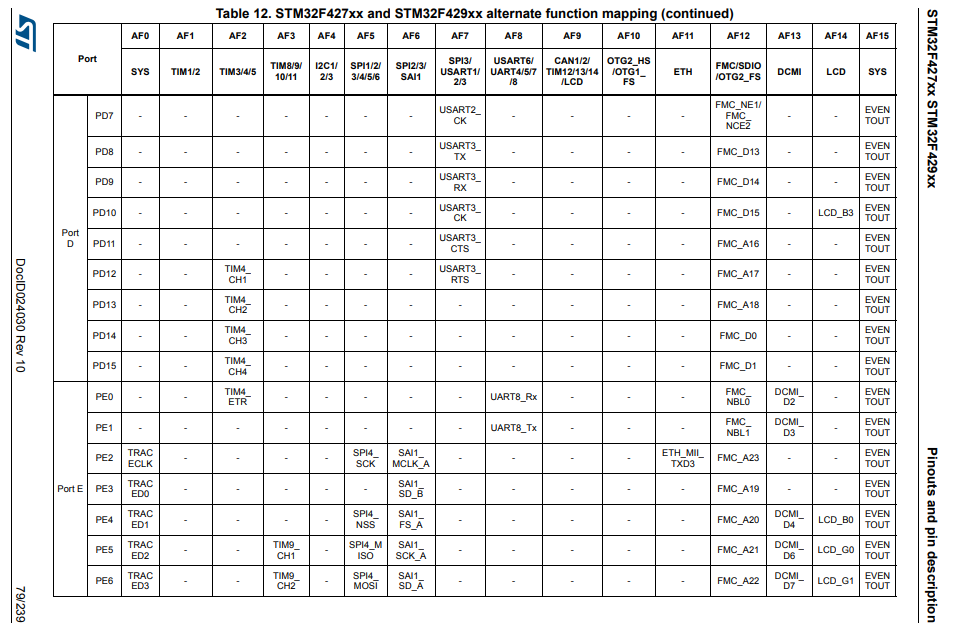 Table 12. STM32F427xx and STM32F429xx alternate function mapping (continued)
Port AF0 AF1 AF2 AF3 AF4 AF5 AF6 AF7 AF8 AF9 AF10 AF11 AF12 AF13 AF14 AF15
SYS TIM1/2 TIM3/4/5 TIM8/9/10/11 I2C1/2/3 SPI1/2/3/4/5/6 SPI2/3/SAI1 SPI3/USART1/2/3 USART6/UART4/5/7/8 CAN1/2/TIM12/13/14/LCD OTG2_HS/OTG1_FS ETH FMC/SDIO/OTG2_FS DCMI LCD SYS
Port D
PD7 - - - - - - - USART2_CK - - - - FMC_NE1/FMC_NCE2 - - EVENTOUT
PD8 - - - - - - - USART3_TX - - - - FMC_D13 - - EVENTOUT
PD9 - - - - - - - USART3_RX - - - - FMC_D14 - - EVENTOUT
PD10 - - - - - - - USART3_CK - - - - FMC_D15 - LCD_B3 EVENTOUT
PD11 - - - - - - - USART3_CTS - - - - FMC_A16 - - EVENTOUT
PD12 - - TIM4_CH1 - - - - USART3_RTS - - - - FMC_A17 - - EVENTOUT
PD13 - - TIM4_CH2 - - - - - - - - - FMC_A18 - - EVENTOUT
PD14 - - TIM4_CH3 - - - - - - - - - FMC_D0 - - EVENTOUT
PD15 - - TIM4_CH4 - - - - - - - - - FMC_D1 - - EVENTOUT
Port E
PE0 - - TIM4_ETR - - - - - UART8_Rx - - - FMC_NBL0 DCMI_D2 - EVENTOUT
PE1 - - - - - - - - UART8_Tx - - - FMC_NBL1 DCMI_D3 - EVENTOUT
PE2 TRACECLK - - - - SPI4_SCK SAI1_MCLK_A - - - - ETH_MII_TXD3 FMC_A23 - - EVENTOUT
PE3 TRACED0 - - - - - SAI1_SD_B - - - - - FMC_A19 - - EVENTOUT
PE4 TRACED1 - - - - SPI4_NSS SAI1_FS_A - - - - - FMC_A20 DCMI_D4 LCD_B0 EVENTOUT
PE5 TRACED2 - - TIM9_CH1 - SPI4_MISO SAI1_SCK_A - - - - - FMC_A21 DCMI_D6 LCD_G0 EVENTOUT
PE6 TRACED3 - - TIM9_CH2 - SPI4_MOSI SAI1_SD_A - - - - - FMC_A22 DCMI_D7 LCD_G1 EVENTOUT
STM32F427xx STM32F429xx
Pinouts and pin description
DocID024030 Rev 10
79/239